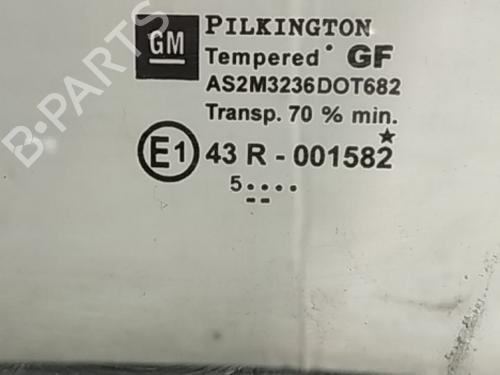 GM
PILKINGTON
Tempered GF
AS2M3236DOT682
Transp. 70 % min.
E1 43 R - 001582
5....
--
B-PARTS